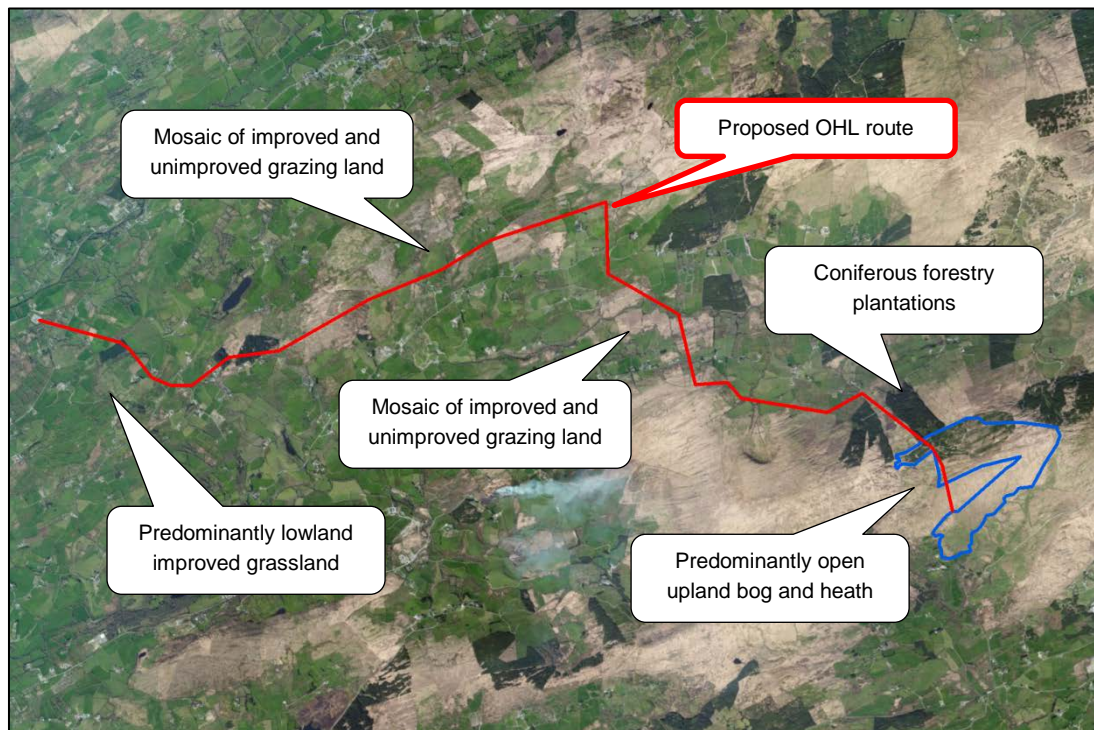 Proposed OHL route
Mosaic of improved and
unimproved grazing land
Coniferous forestry
plantations
Mosaic of improved and
unimproved grazing land
Predominantly lowland
improved grassland
Predominantly open
upland bog and heath